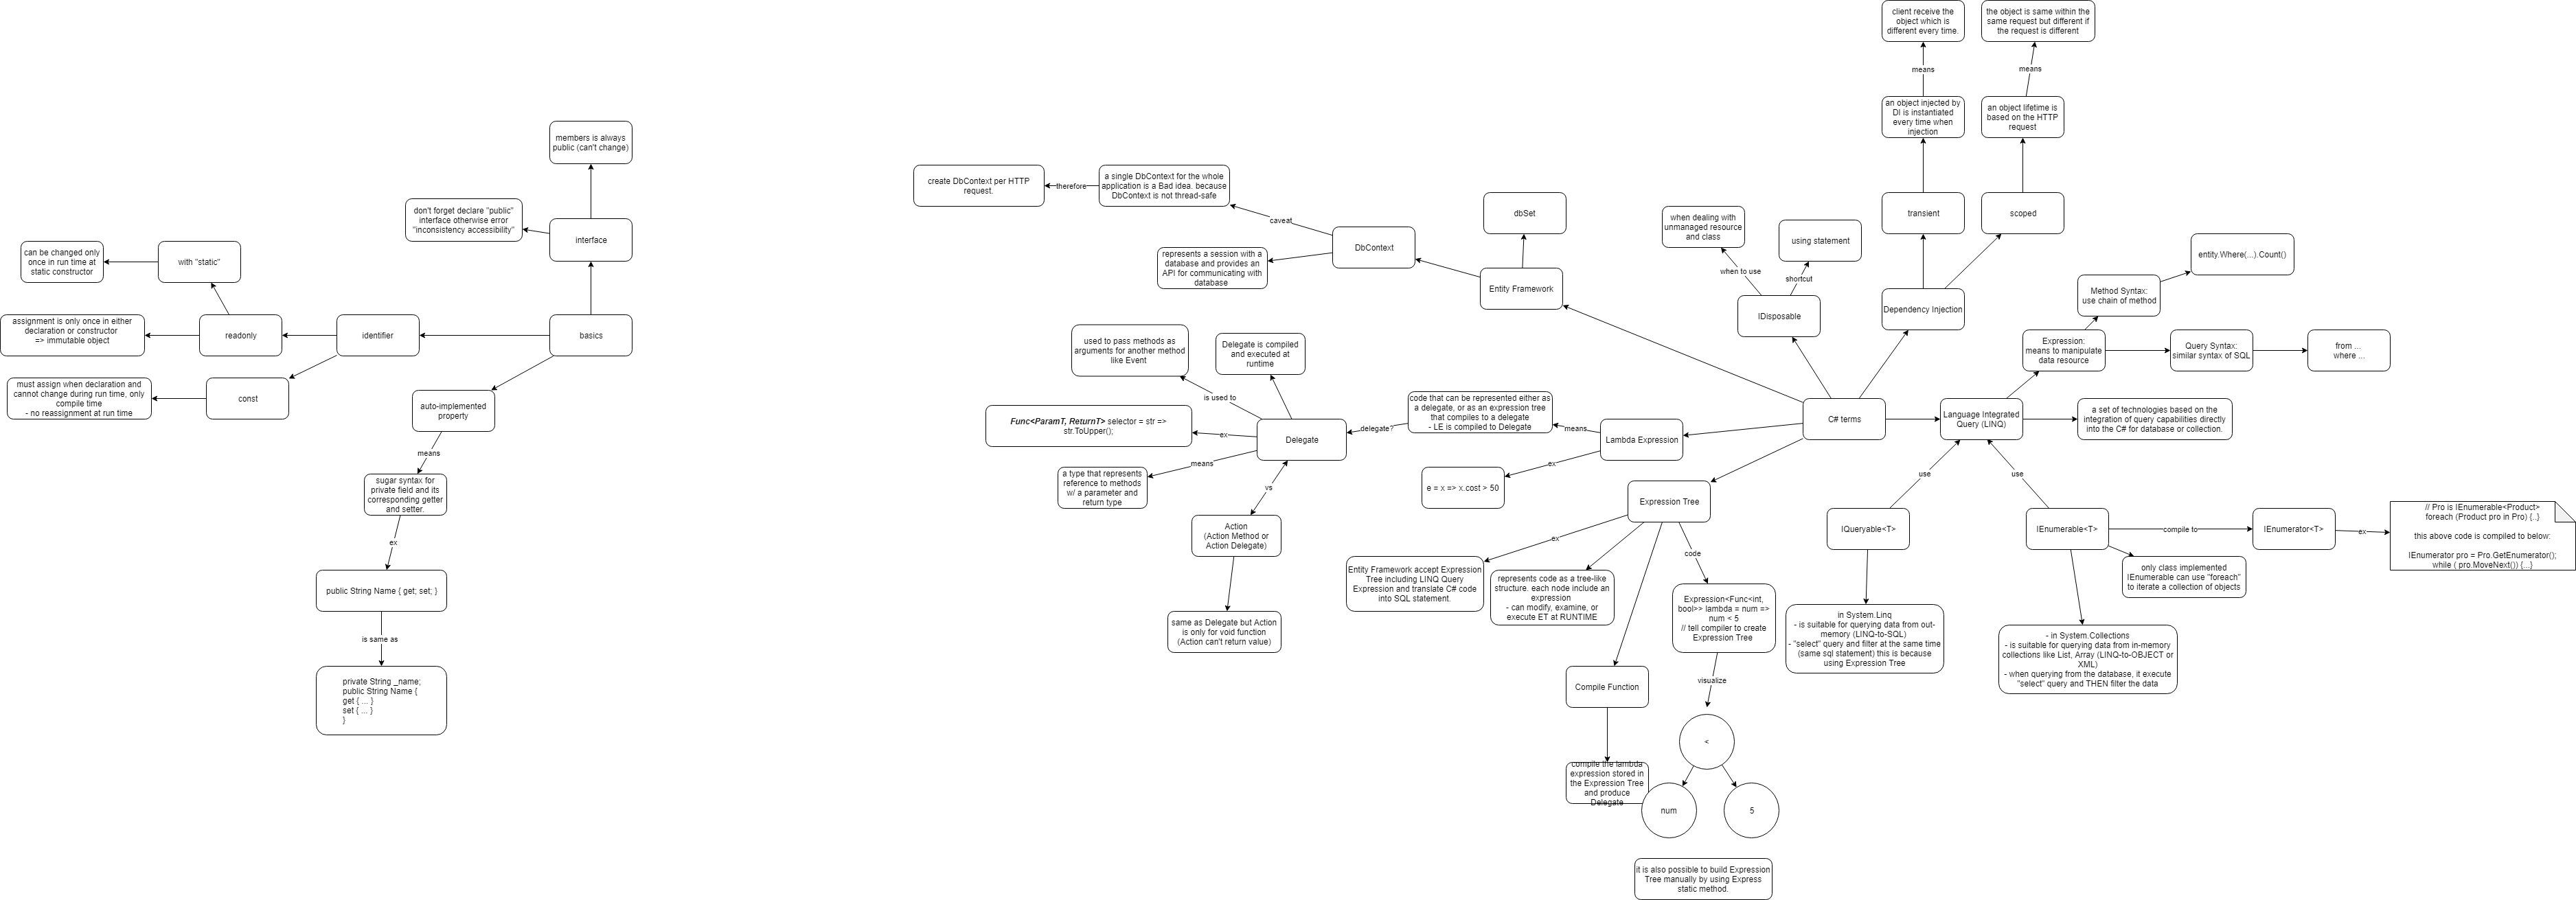 members is always
public (can't change)
don't forget declare "public"
interface otherwise error
"inconsistency accessibility"
interface
can be changed only
once in run time at
static constructor
with "static"
assignment is only once in either
declaration or constructor
=> immutable object
readonly
identifier
basics
must assign when declaration and
cannot change during run time, only
compile time
- no reassignment at run time
const
auto-implemented
property
means
sugar syntax for
private field and its
corresponding getter
and setter.
ex
public String Name { get; set; }
is same as
private String _name;
public String Name {
get { ... }
set { ... }
}
client receive the
object which is
different every time.
the object is same within the
same request but different if
the request is different
means
means
an object injected by
DI is instantiated
every time when
injection
an object lifetime is
based on the HTTP
request
transient
scoped
Dependency Injection
create DbContext per HTTP
request.
therefore
a single DbContext for the whole
application is a Bad idea. because
DbContext is not thread-safe
caveat
DbContext
represents a session with a
database and provides an
API for communicating with
database
dbSet
Entity Framework
when dealing with
unmanaged resource
and class
using statement
when to use
shortcut
IDisposable
entity.Where(...).Count()
Method Syntax:
use chain of method
Expression:
means to manipulate
data resource
Query Syntax:
similar syntax of SQL
from ...
where ...
C# terms
Language Integrated
Query (LINQ)
a set of technologies based on the
integration of query capabilities directly
into the C# for database or collection.
used to pass methods as
arguments for another method
like Event
Delegate is compiled
and executed at
runtime
is used to
Func<ParamT, ReturnT> selector = str =>
str.ToUpper();
ex
Delegate
delegate?
code that can be represented either as
a delegate, or as an expression tree
that compiles to a delegate
- LE is compiled to Delegate
means
Lambda Expression
ex
e = x => x.cost > 50
means
a type that represents
reference to methods
w/ a parameter and
return type
vs
Action
(Action Method or
Action Delegate)
same as Delegate but Action
is only for void function
(Action can't return value)
Expression Tree
ex
Entity Framework accept Expression
Tree including LINQ Query
Expression and translate C# code
into SQL statement.
represents code as a tree-like
structure. each node include an
expression
- can modify, examine, or
execute ET at RUNTIME
code
Expression<Func<int,
bool>> lambda = num =>
num < 5
// tell compiler to create
Expression Tree
visualize
Compile Function
compile the lambda
expression stored in
the Expression Tree
and produce
Delegate
<
num
5
it is also possible to build Expression
Tree manually by using Express
static method.
use
use
IQueryable<T>
in System.Linq
- is suitable for querying data from out-
memory (LINQ-to-SQL)
- "select" query and filter at the same time
(same sql statement) this is because
using Expression Tree
IEnumerable<T>
compile to
IEnumerator<T>
ex
// Pro is IEnumerable<Product>
foreach (Product pro in Pro) {..}
this above code is compiled to below:
IEnumerator pro = Pro.GetEnumerator();
while ( pro.MoveNext()) {...}
only class implemented
IEnumerable can use "foreach"
to iterate a collection of objects
- in System.Collections
- is suitable for querying data from in-memory
collections like List, Array (LINQ-to-OBJECT or
XML)
- when querying from the database, it execute
"select" query and THEN filter the data